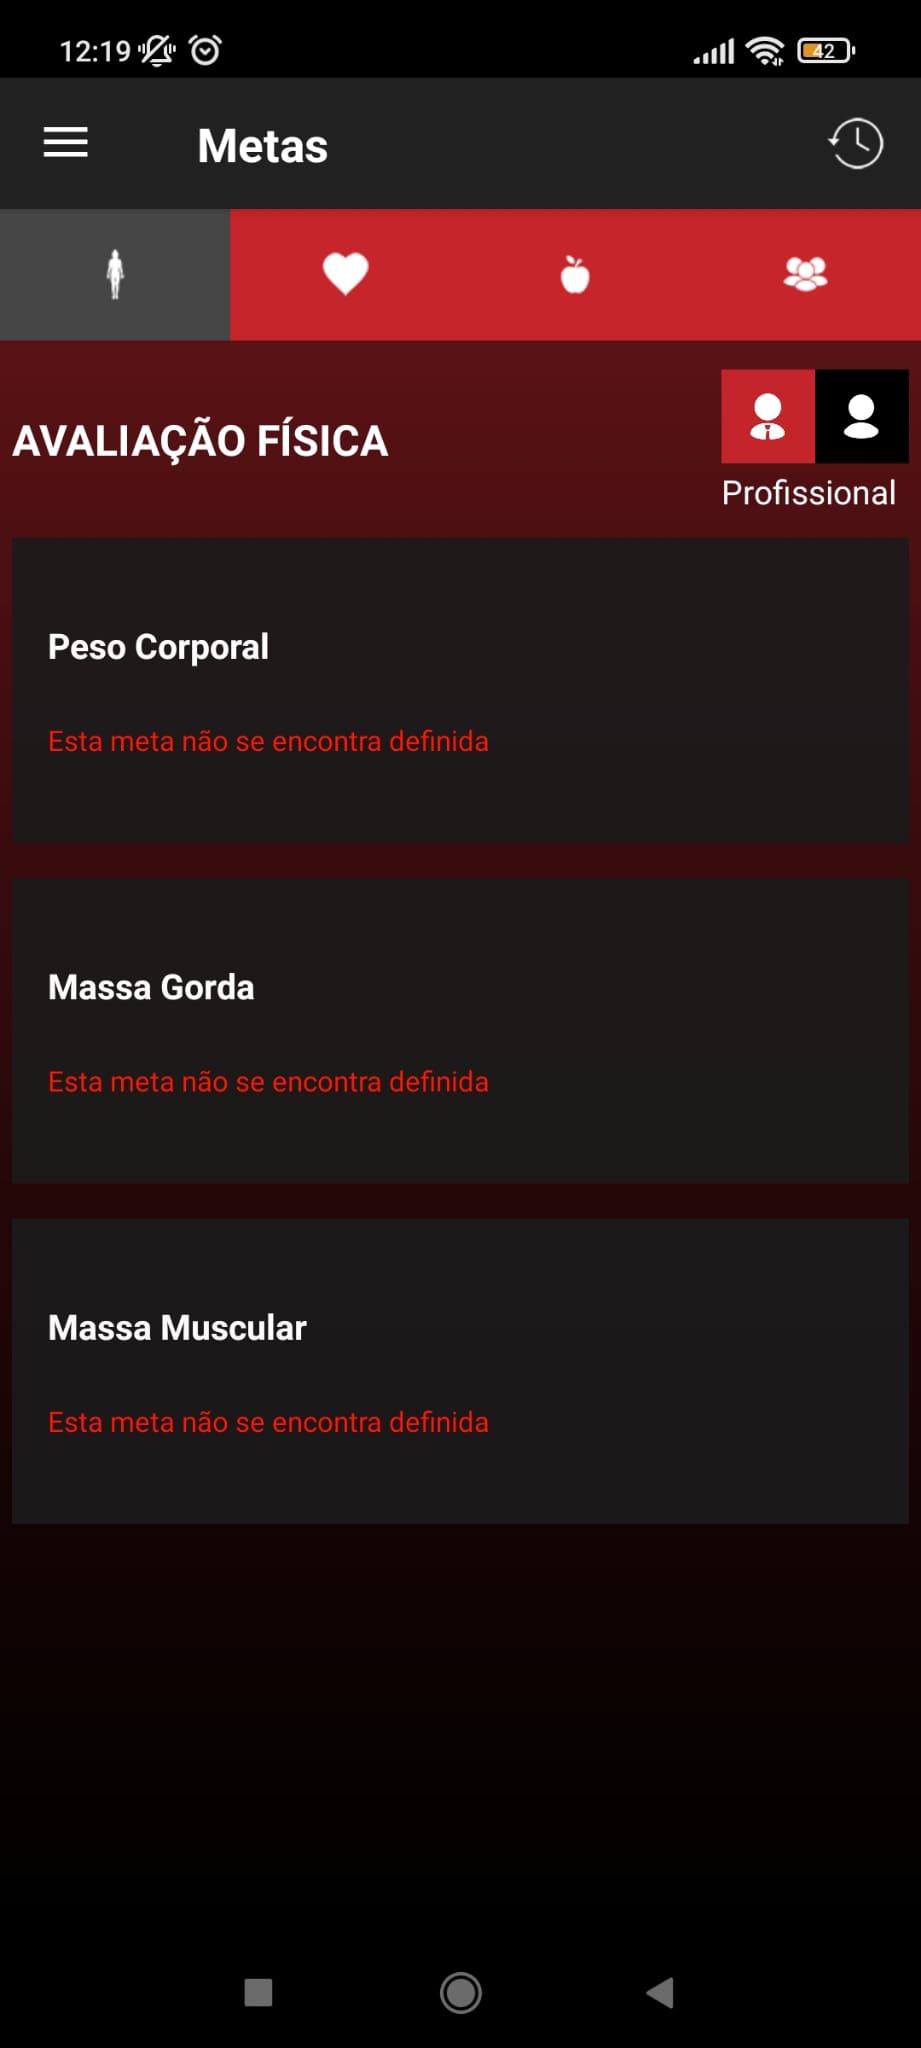 12:19
42
Metas
AVALIAÇÃO FÍSICA
Profissional
Peso Corporal
Esta meta não se encontra definida
Massa Gorda
Esta meta não se encontra definida
Massa Muscular
Esta meta não se encontra definida